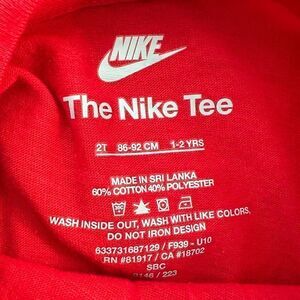 NIKE
The Nike Tee
2T 86-92 CM 1-2 YRS
MADE IN SRI LANKA
60% COTTON 40% POLYESTER
WASH INSIDE OUT, WASH WITH LIKE COLORS,
DO NOT IRON DESIGN
633731687129 / F939 - U10
RN #81917 / CA #18702
SBC
/ 223